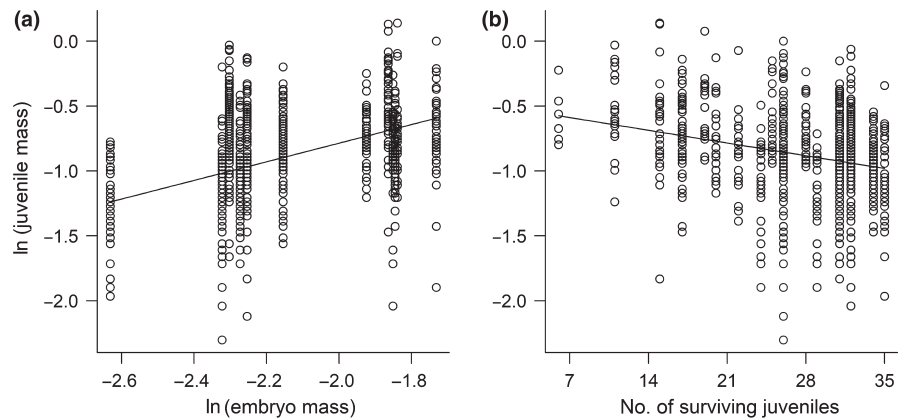 (a)
(b)
ln (juvenile mass)
0.0
−0.5
−1.0
−1.5
−2.0
−2.6 −2.4 −2.2 −2.0 −1.8
ln (embryo mass)
0.0
−0.5
−1.0
−1.5
−2.0
7 14 21 28 35
No. of surviving juveniles